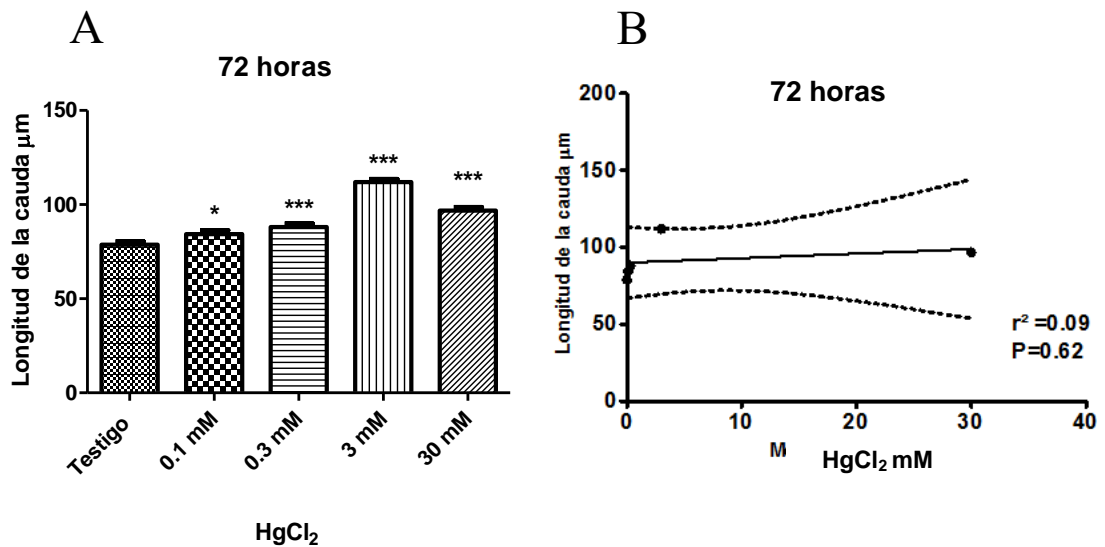 A
72 horas
Longitud de la cauda µm
150
100
50
0
*
***
***
***
Testigo
0.1 mM
0.3 mM
3 mM
30 mM
HgCl₂
B
72 horas
Longitud de la cauda µm
200
150
100
50
0
r² =0.09
P=0.62
0
10
20
30
40
M
HgCl₂ mM